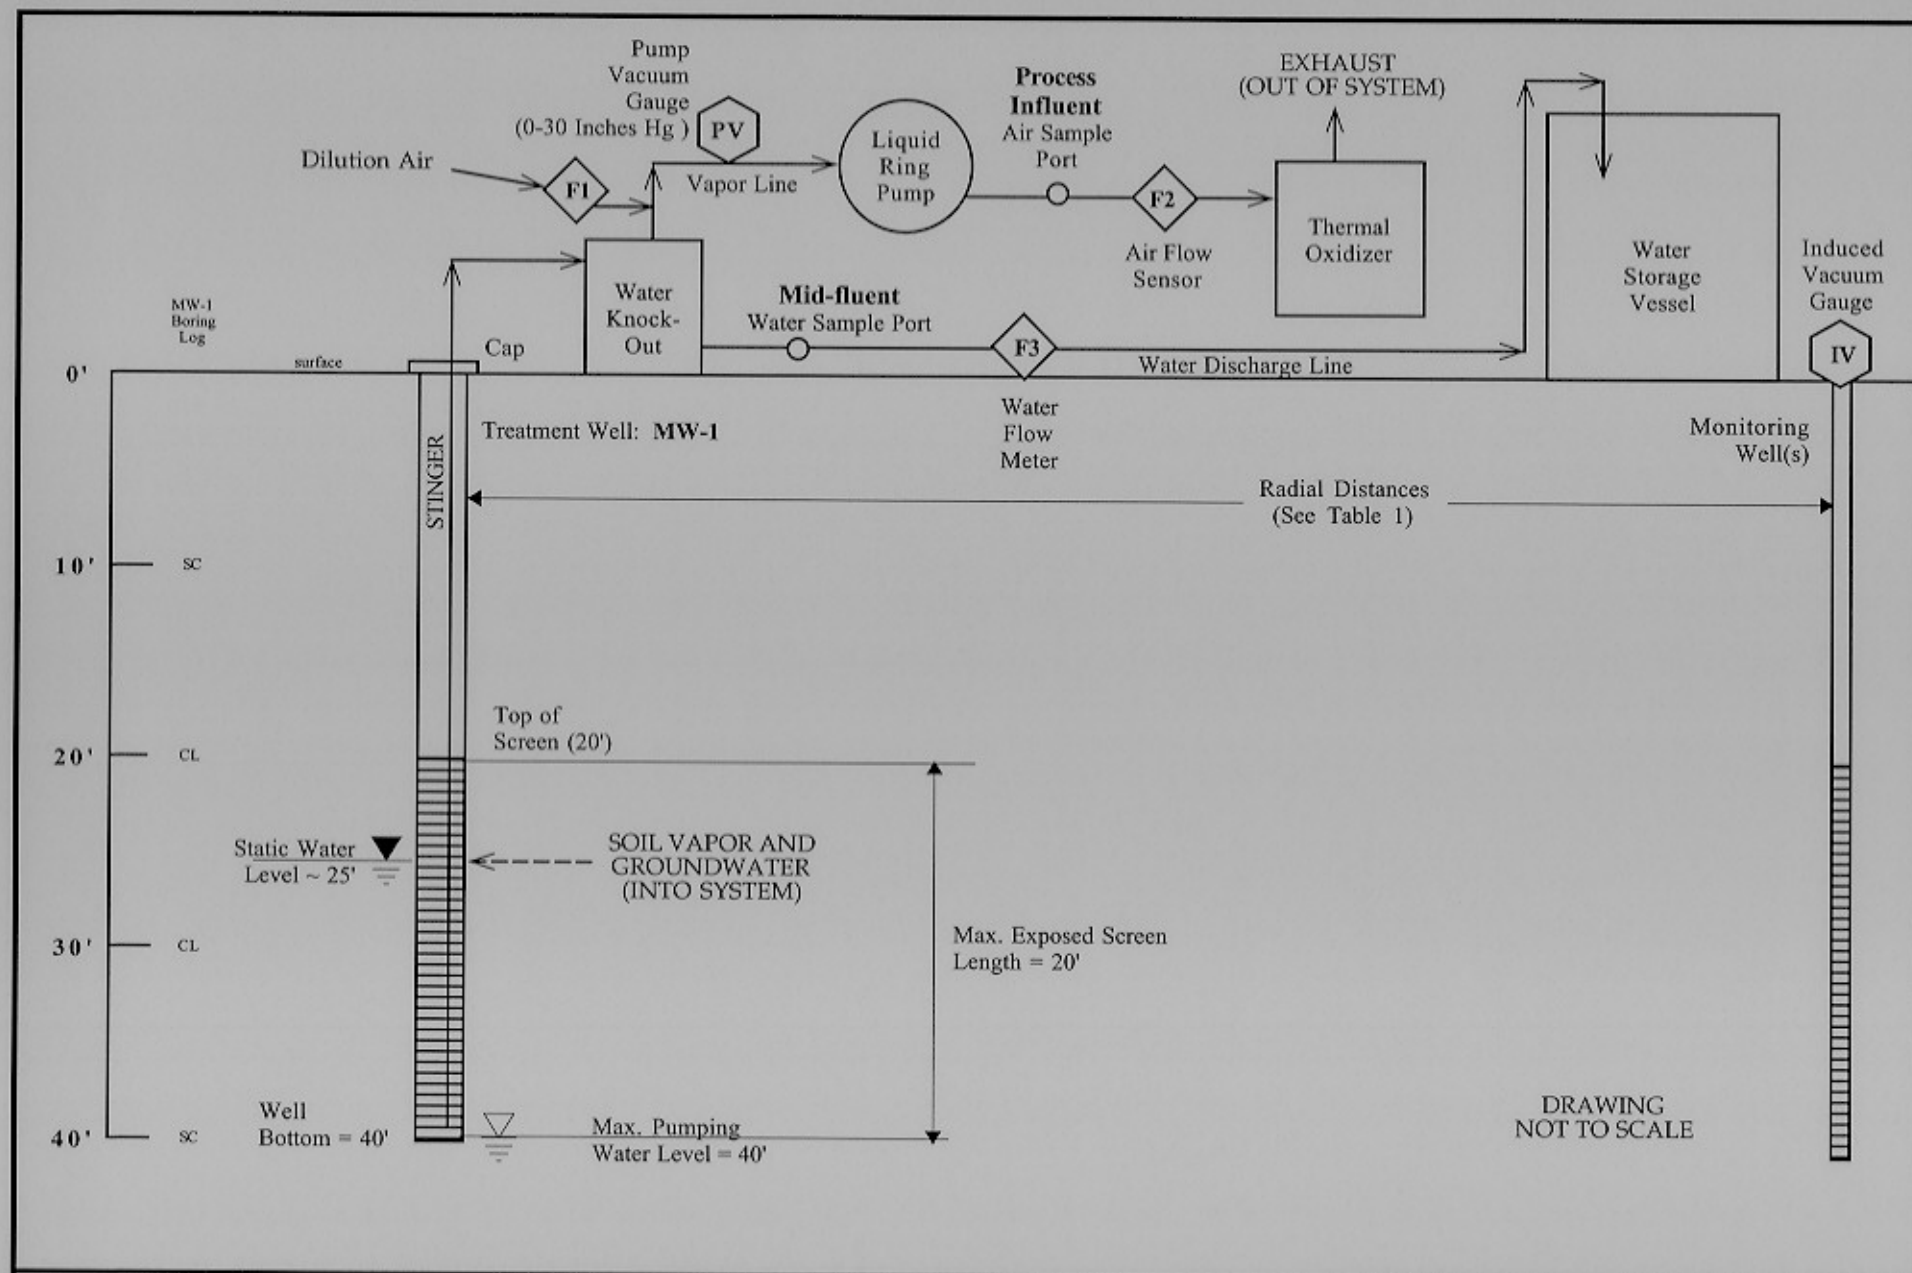 Pump
Vacuum
Gauge
(0-30 Inches Hg )
PV
Dilution Air
F1
Vapor Line
Liquid
Ring
Pump
Process
Influent
Air Sample
Port
F2
Air Flow
Sensor
EXHAUST
(OUT OF SYSTEM)
Thermal
Oxidizer
Water
Storage
Vessel
Induced
Vacuum
Gauge
IV
MW-1
Boring
Log
surface
Cap
Water
Knock-
Out
Mid-fluent
Water Sample Port
F3
Water Discharge Line
Water
Flow
Meter
0'
STINGER
Treatment Well: MW-1
Monitoring
Well(s)
Radial Distances
(See Table 1)
10'
SC
Top of
Screen (20')
20'
CL
Static Water
Level ~ 25'
SOIL VAPOR AND
GROUNDWATER
(INTO SYSTEM)
30'
CL
Max. Exposed Screen
Length = 20'
40'
SC
Well
Bottom = 40'
Max. Pumping
Water Level = 40'
DRAWING
NOT TO SCALE